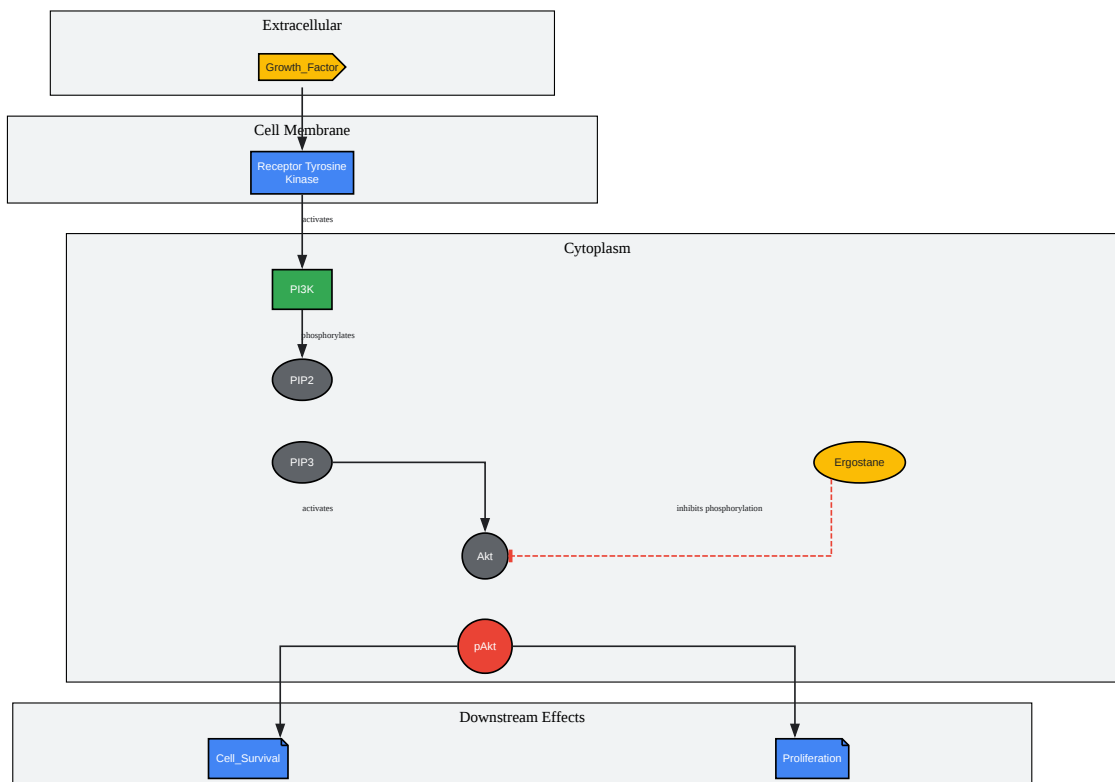 Extracellular
Growth_Factor
Cell Membrane
Receptor Tyrosine
Kinase
activates
Cytoplasm
PI3K
phosphorylates
PIP2
PIP3
Ergostane
activates
inhibits phosphorylation
Akt
pAkt
Downstream Effects
Cell_Survival
Proliferation